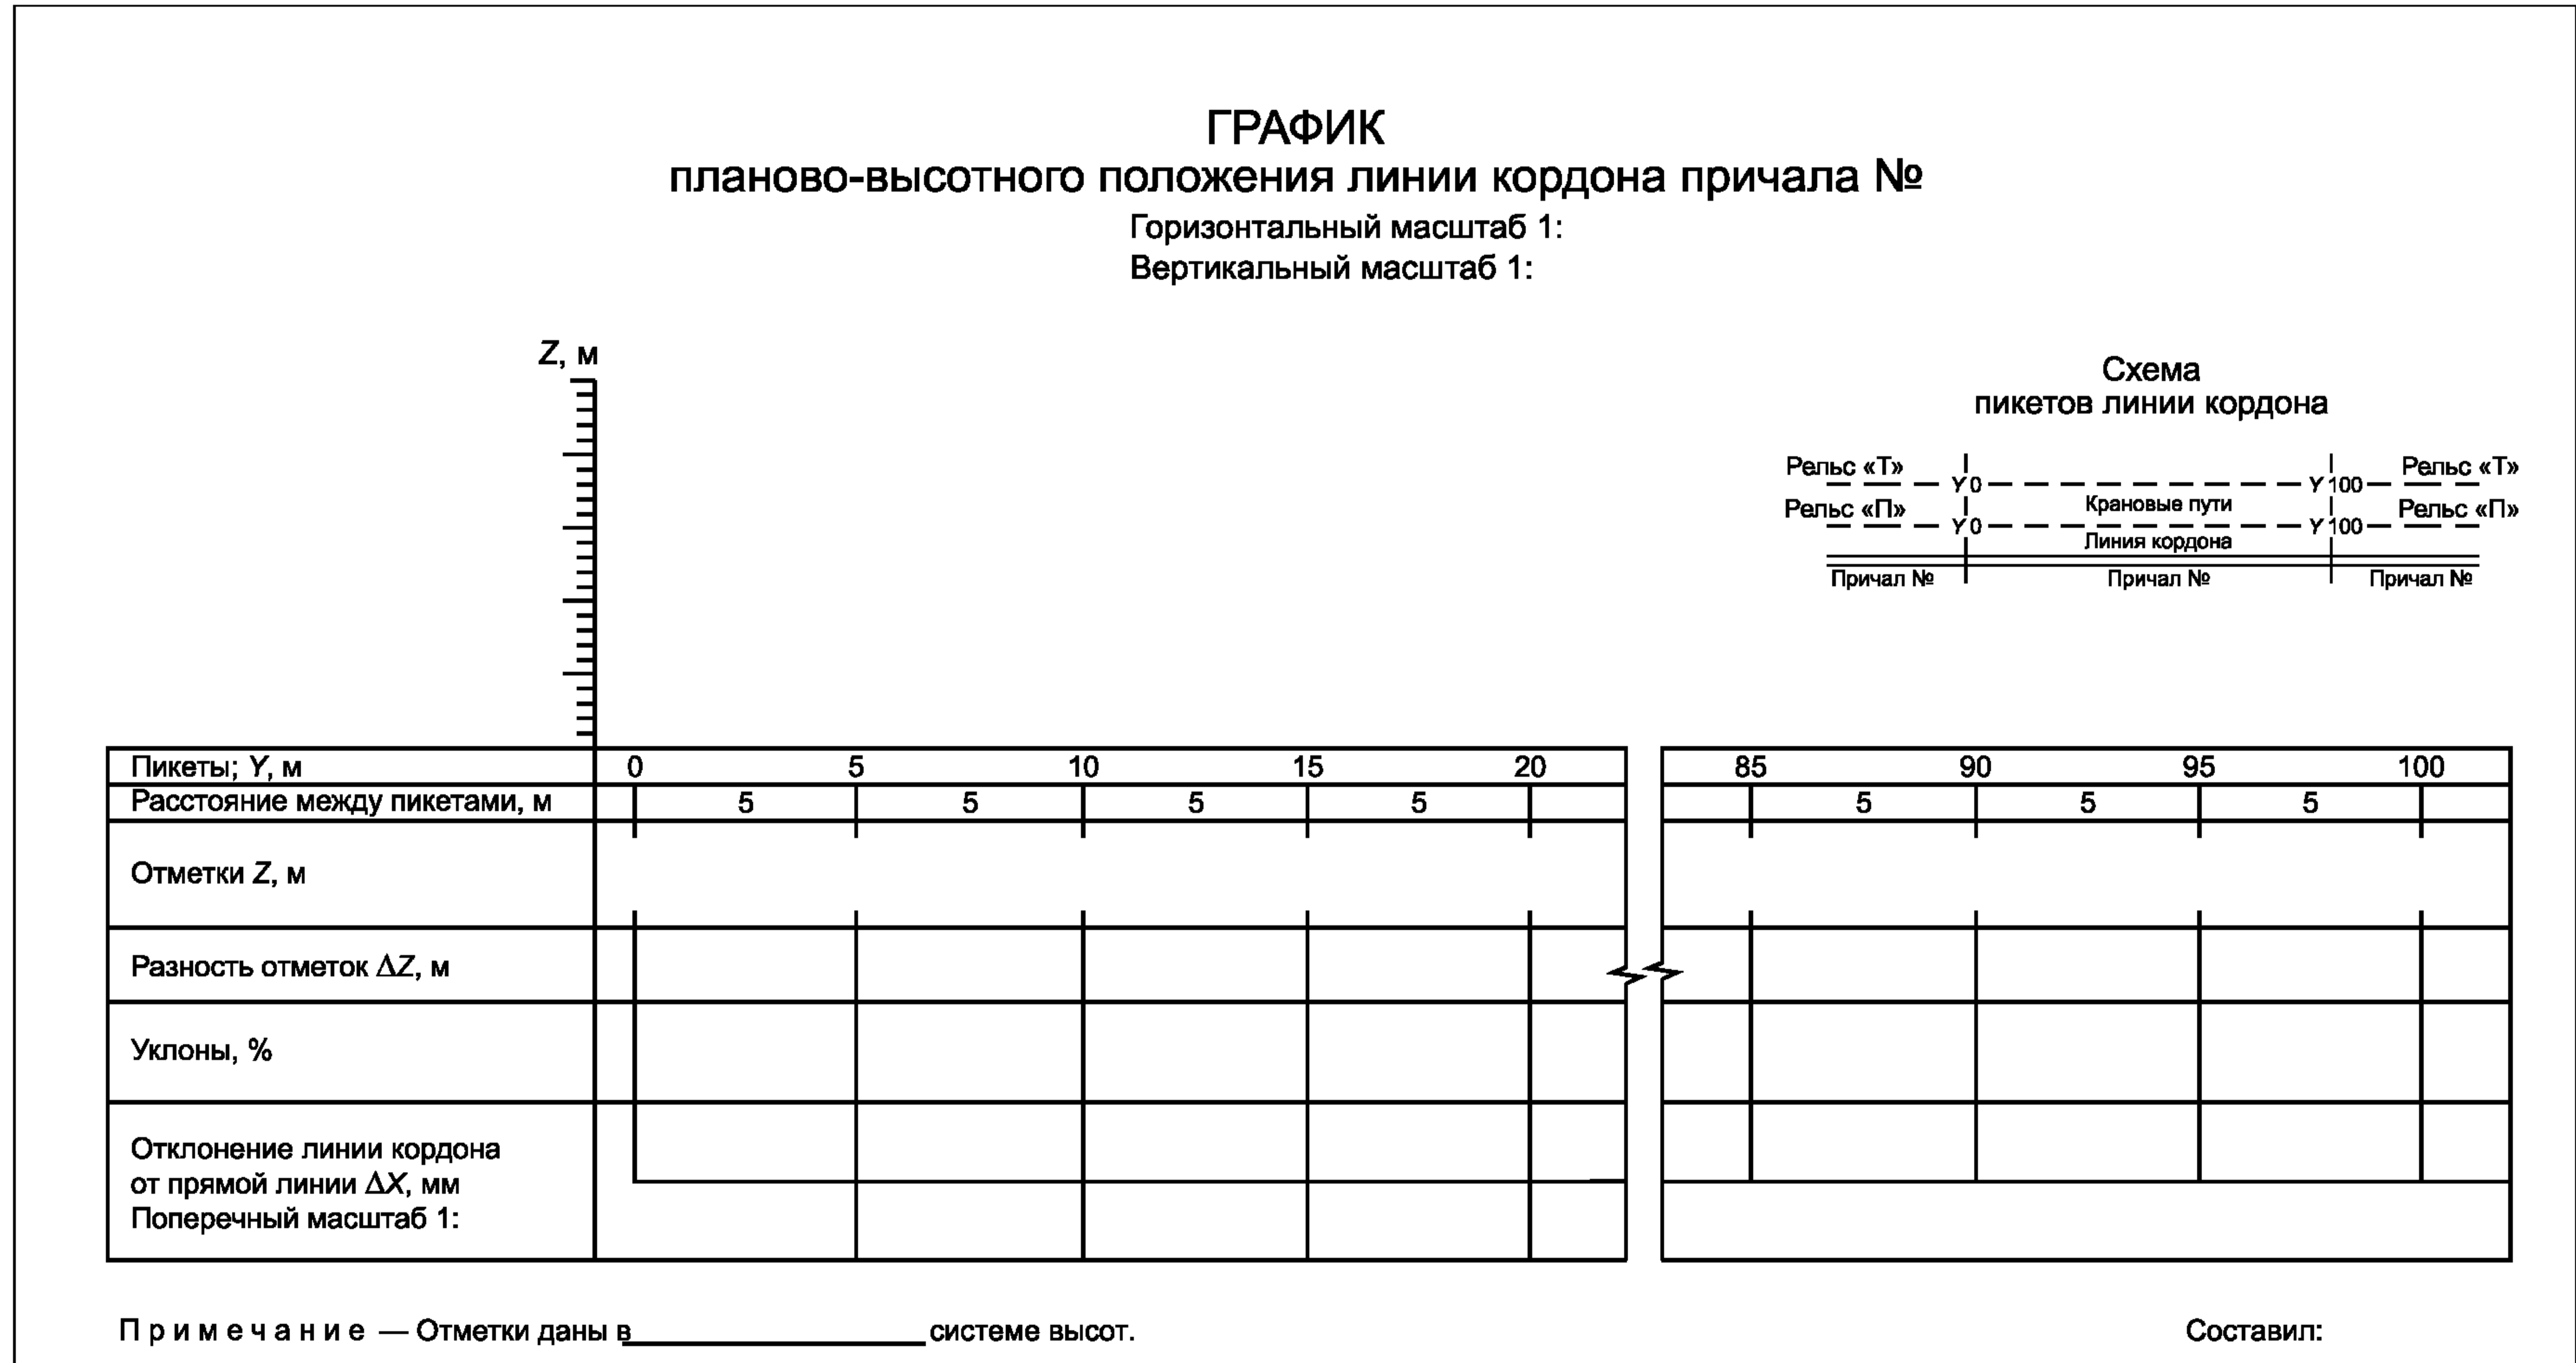 ГРАФИК
планово-высотного положения линии кордона причала №
Горизонтальный масштаб 1:
Вертикальный масштаб 1:
Z, м
Схема
пикетов линии кордона
Рельс «Т» Рельс «Т»
Y 0 Y 100
Крановые пути
Рельс «П» Рельс «П»
Y 0 Y 100
Линия кордона
Причал № Причал № Причал №
Пикеты; Y, м 0 5 10 15 20 85 90 95 100
Расстояние между пикетами, м 5 5 5 5 5 5 5
Отметки Z, м
Разность отметок ΔZ, м
Уклоны, %
Отклонение линии кордона
от прямой линии ΔX, мм
Поперечный масштаб 1:
Примечание — Отметки даны в системе высот.
Составил: